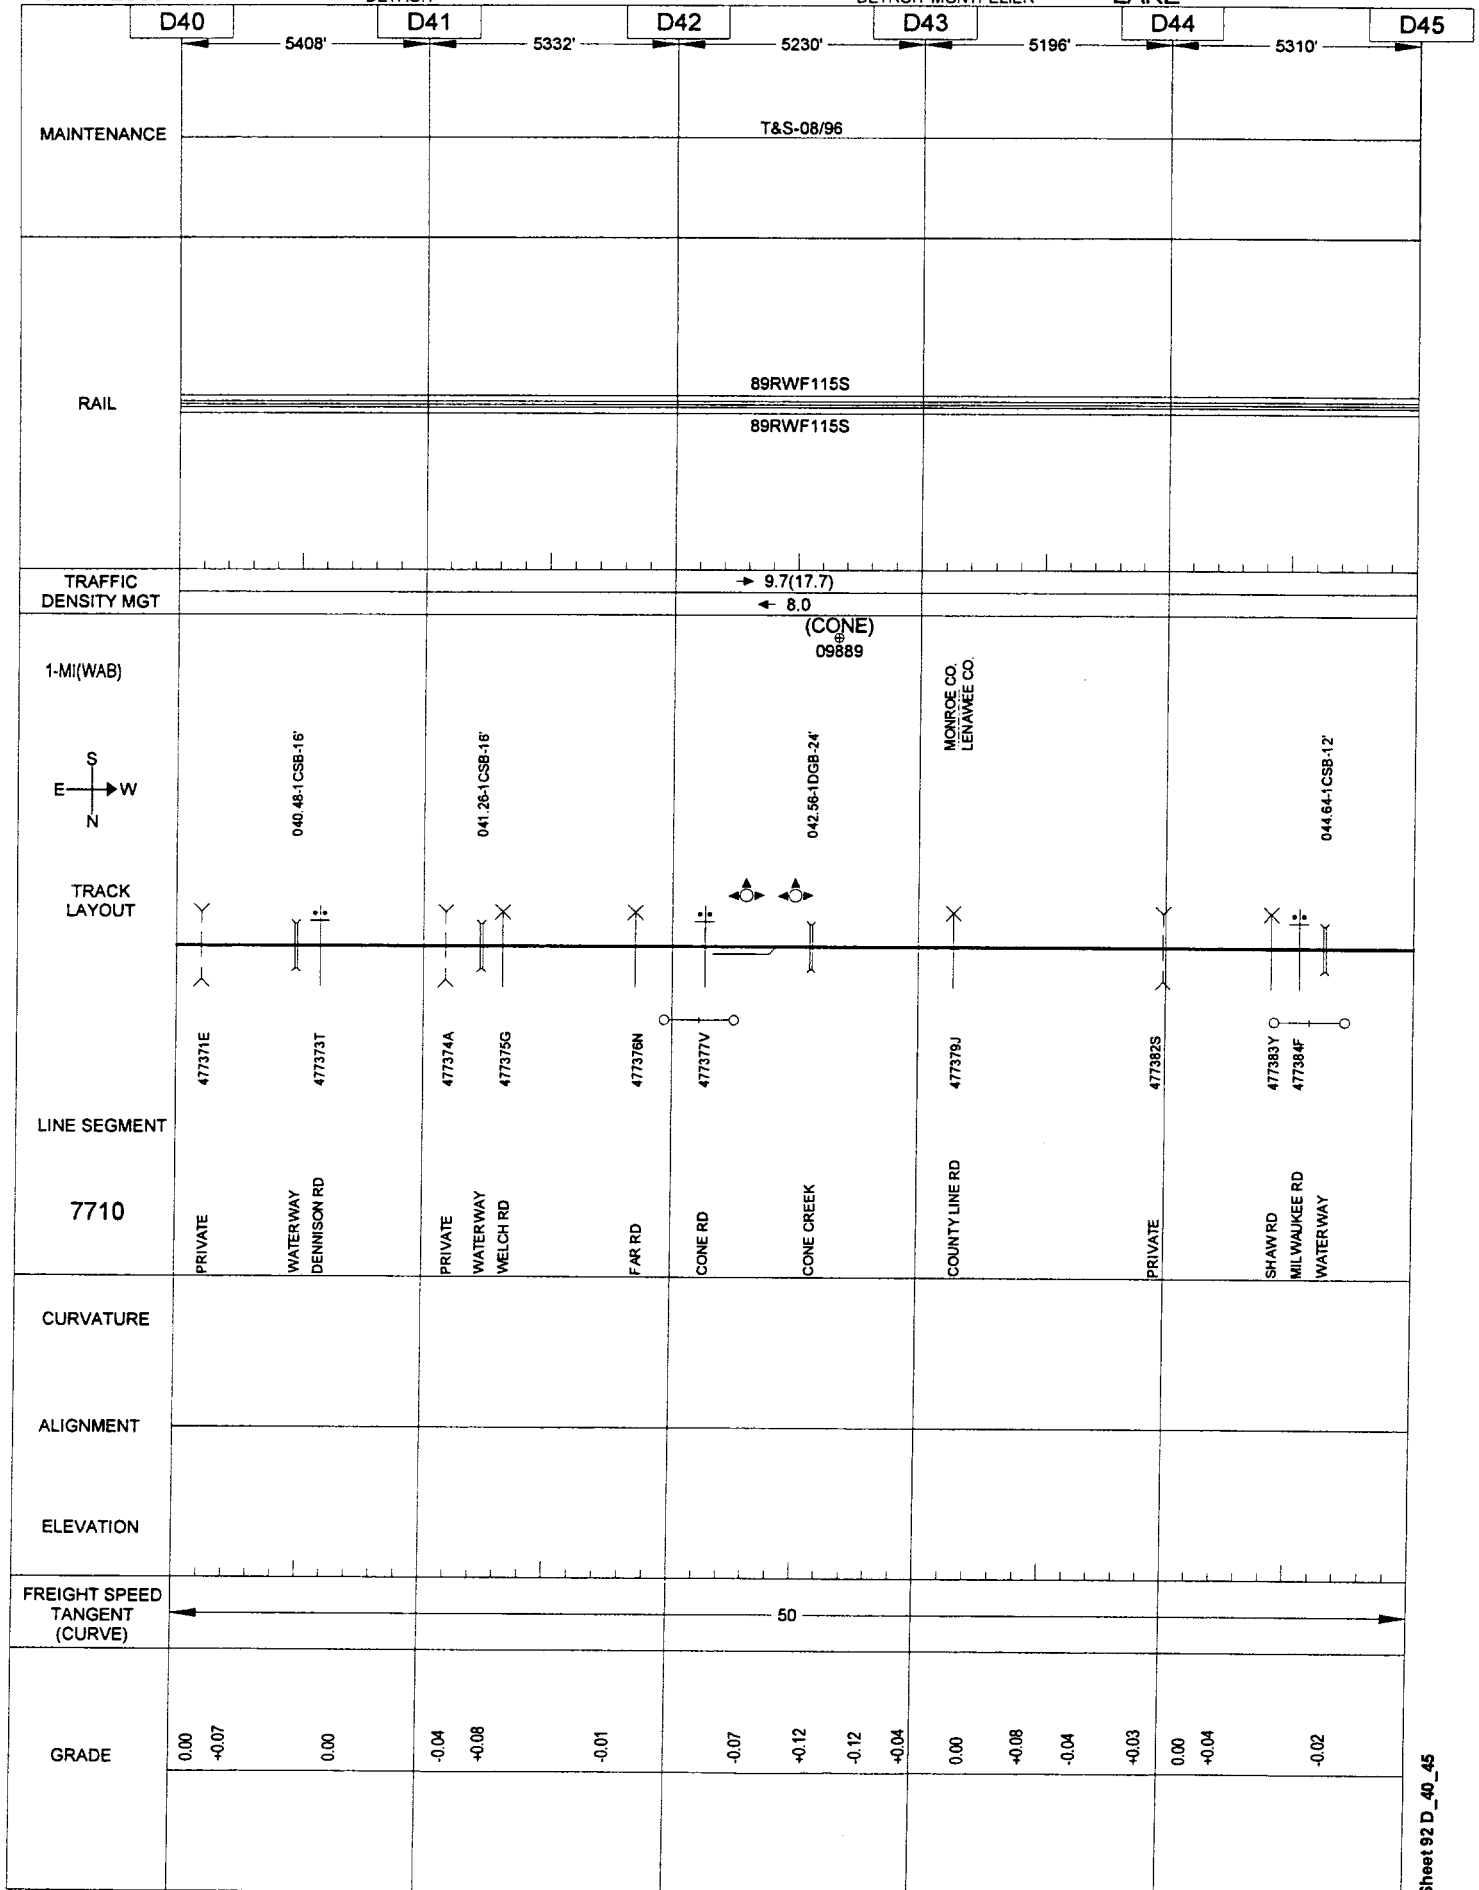 D40 D41 D42 D43 D44 D45
5408' 5332' 5230' 5196' 5310'
MAINTENANCE
T&S-08/96
RAIL
89RWF115S
89RWF115S
TRAFFIC
DENSITY MGT
→ 9.7(17.7)
← 8.0
(CONE)
09889
1-MI(WAB)
MONROE CO.
LENAWEE CO.
S
E W
N
040.48-1CSB-16'
041.26-1CSB-16'
042.56-1DGB-24'
044.64-1CSB-12'
TRACK
LAYOUT
477371E
477373T
477374A
477375G
477376N
477377V
477379J
477382S
477383Y
477384F
LINE SEGMENT
7710
PRIVATE
WATERWAY
DENNISON RD
PRIVATE
WATERWAY
WELCH RD
FAR RD
CONE RD
CONE CREEK
COUNTY LINE RD
PRIVATE
SHAW RD
MILWAUKEE RD
WATERWAY
CURVATURE
ALIGNMENT
ELEVATION
FREIGHT SPEED
TANGENT
(CURVE)
50
GRADE
0.00
+0.07
0.00
-0.04
+0.08
-0.01
-0.07
+0.12
-0.12
+0.04
0.00
+0.08
-0.04
+0.03
0.00
+0.04
-0.02
Sheet 92 D_40_45